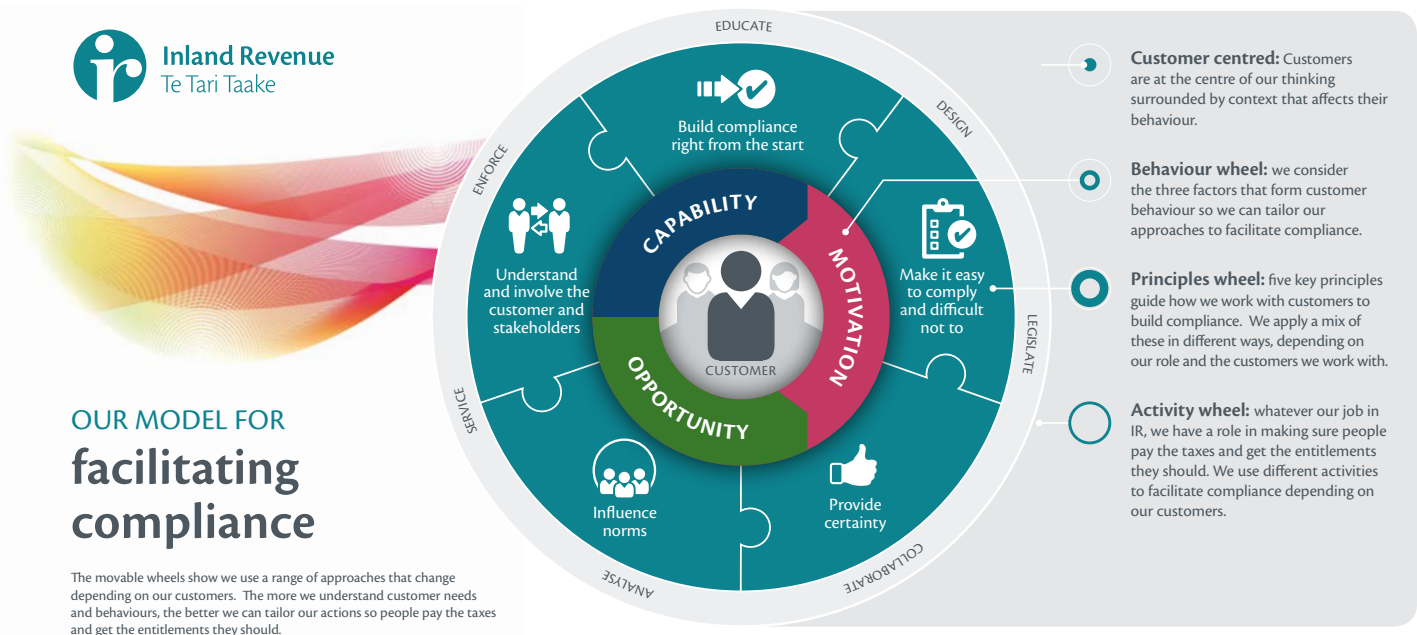 Inland Revenue
Te Tari Taake
OUR MODEL FOR
facilitating
compliance
The movable wheels show we use a range of approaches that change
depending on our customers. The more we understand customer needs
and behaviours, the better we can tailor our actions so people pay the taxes
and get the entitlements they should.
EDUCATE
DESIGN
LEGISLATE
COLLABORATE
ANALYSE
SERVICE
ENFORCE
Build compliance
right from the start
Make it easy
to comply
and difficult
not to
Provide
certainty
Influence
norms
Understand
and involve the
customer and
stakeholders
CAPABILITY
MOTIVATION
OPPORTUNITY
CUSTOMER
Customer centred: Customers
are at the centre of our thinking
surrounded by context that affects their
behaviour.
Behaviour wheel: we consider
the three factors that form customer
behaviour so we can tailor our
approaches to facilitate compliance.
Principles wheel: five key principles
guide how we work with customers to
build compliance. We apply a mix of
these in different ways, depending on
our role and the customers we work with.
Activity wheel: whatever our job in
IR, we have a role in making sure people
pay the taxes and get the entitlements
they should. We use different activities
to facilitate compliance depending on
our customers.